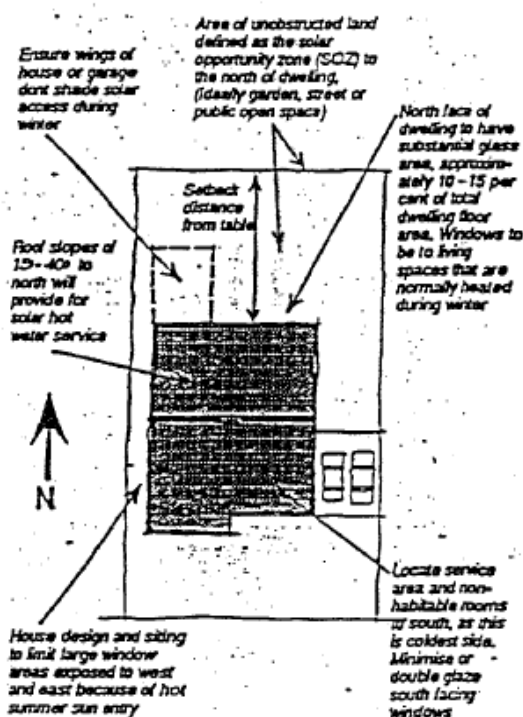 Area of unobstructed land
defined as the solar
opportunity zone (SOZ) to
the north of dwelling,
(Ideally garden, street or
public open space)
Ensure wings of
house or garage
dont shade solar
access during
winter
North face of
dwelling to have
substantial glass
area, approxim-
ately 10-15 per
cent of total
dwelling floor
area. Windows to
be to living
spaces that are
normally heated
during winter
Setback
distance
from table
Roof slopes of
15-40° to
north will
provide for
solar hot
water service
N
House design and siting
to limit large window
areas exposed to west
and east because of hot
summer sun entry
Locate service
area and non-
habitable rooms
to south, as this
is coldest side.
Minimise or
double glaze
south facing
windows